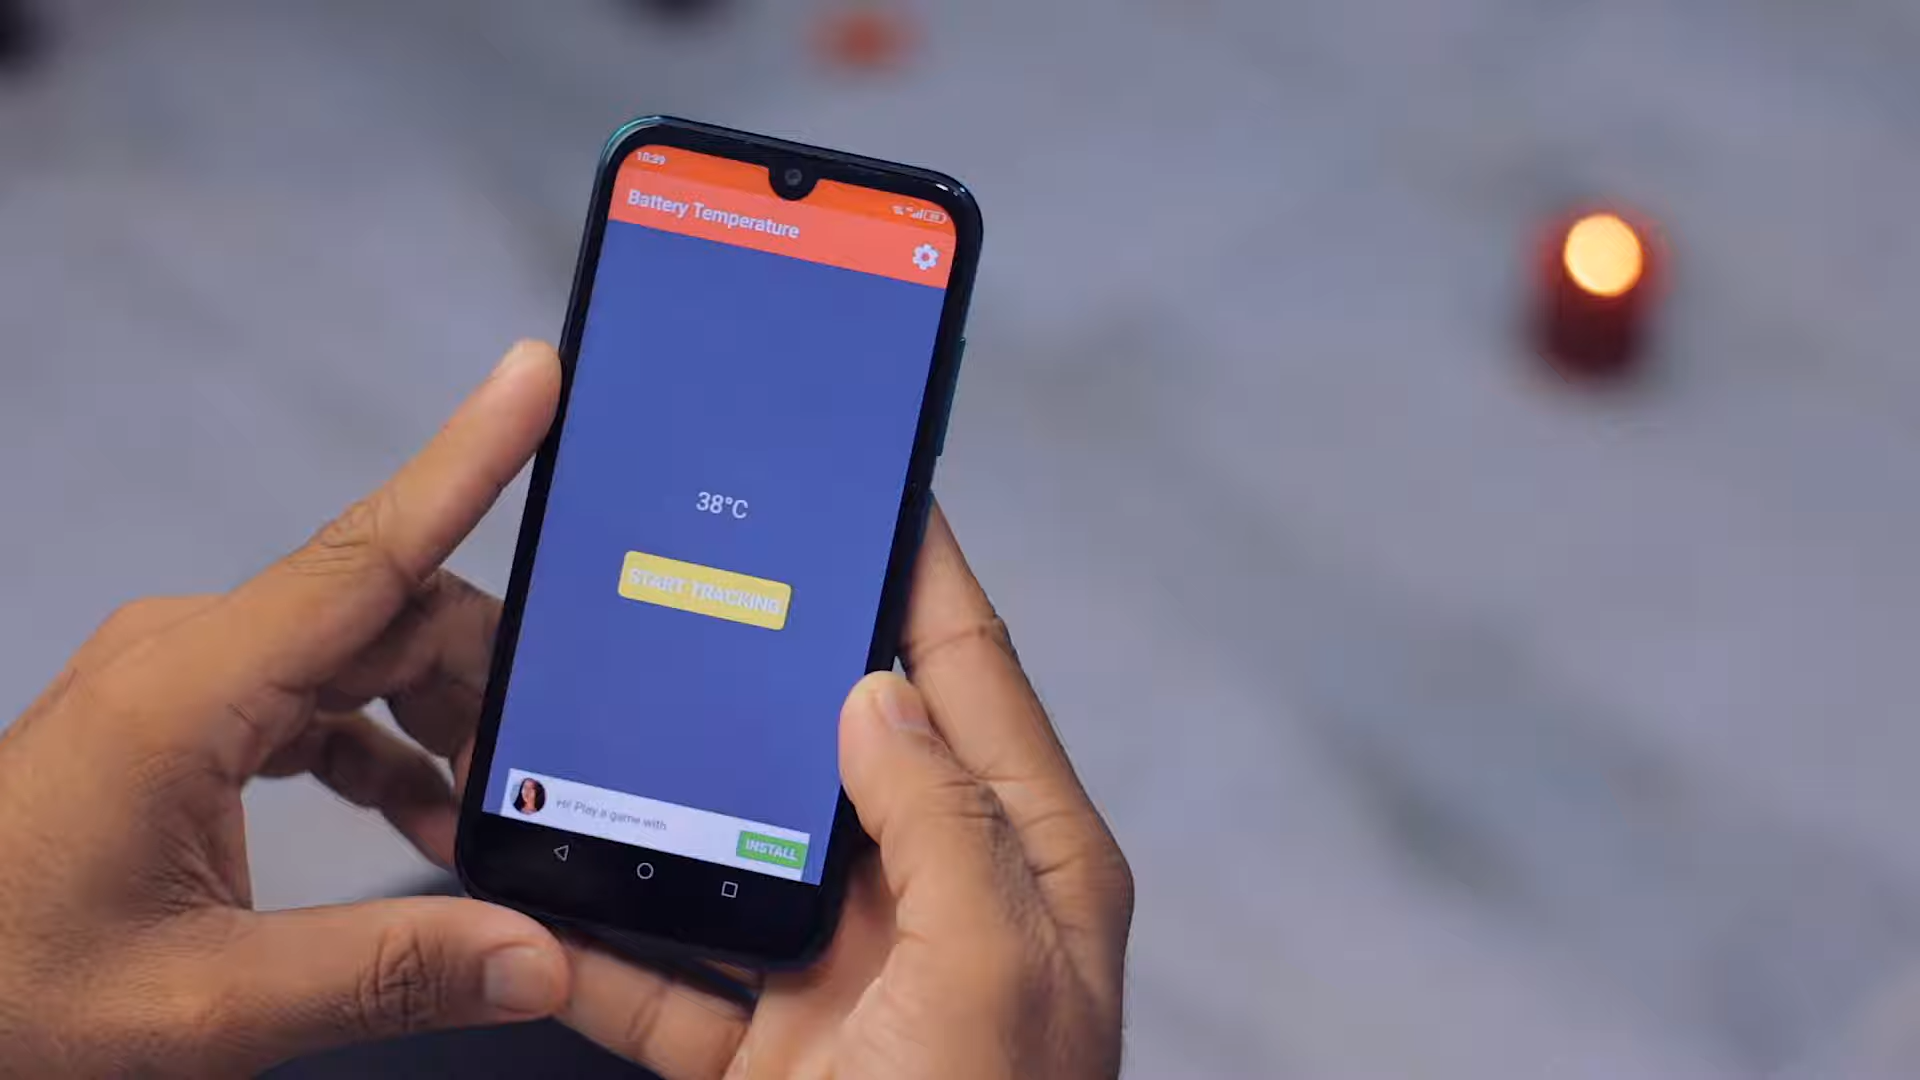 10:39
Battery Temperature
38°C
START TRACKING
Hi! Play a game with
INSTALL